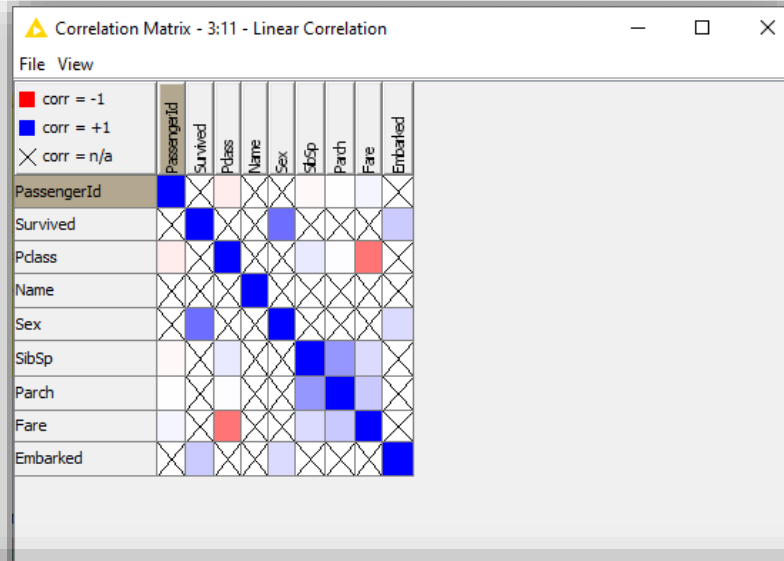 Correlation Matrix - 3:11 - Linear Correlation
File View
corr = -1
corr = +1
corr = n/a
PassengerId
Survived
Pclass
Name
Sex
SibSp
Parch
Fare
Embarked
PassengerId
Survived
Pclass
Name
Sex
SibSp
Parch
Fare
Embarked